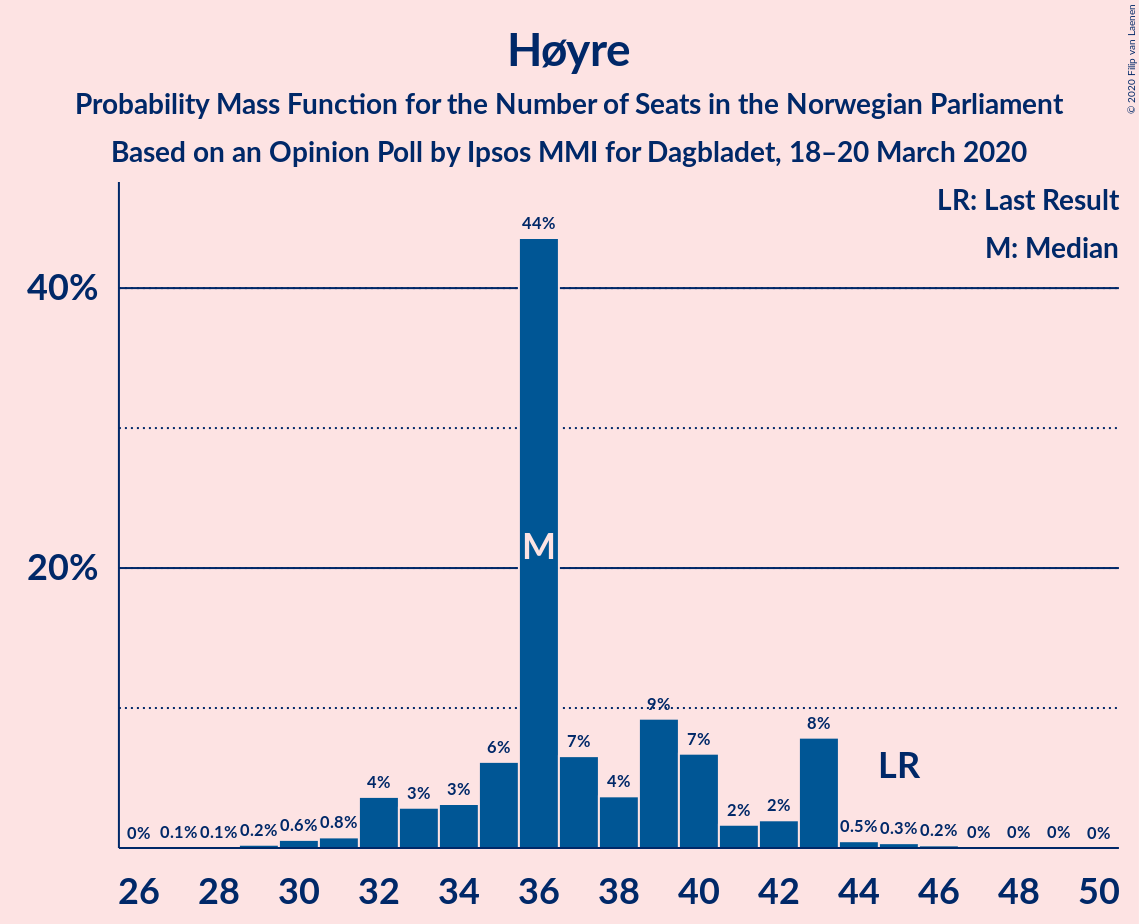 Høyre
Probability Mass Function for the Number of Seats in the Norwegian Parliament
Based on an Opinion Poll by Ipsos MMI for Dagbladet, 18–20 March 2020
© 2020 Filip van Laenen
LR: Last Result
M: Median
44%
40%
M
20%
9%
8%
7%
7%
6%
LR
4%
4%
3%
3%
2%
2%
0% 0.1% 0.1% 0.2% 0.6% 0.8% 0.5% 0.3% 0.2% 0% 0% 0% 0%
26 28 30 32 34 36 38 40 42 44 46 48 50